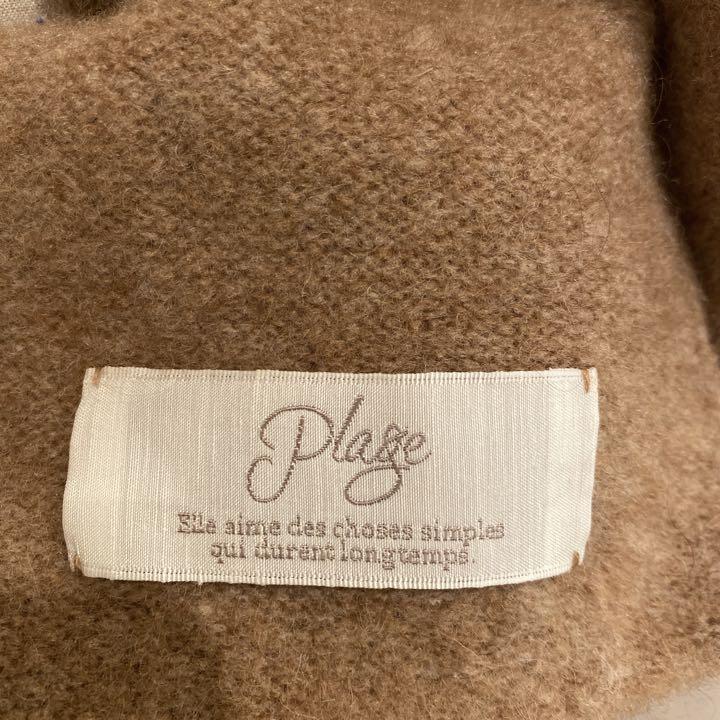 Plage
Elle aime des choses simples
qui durent longtemps.